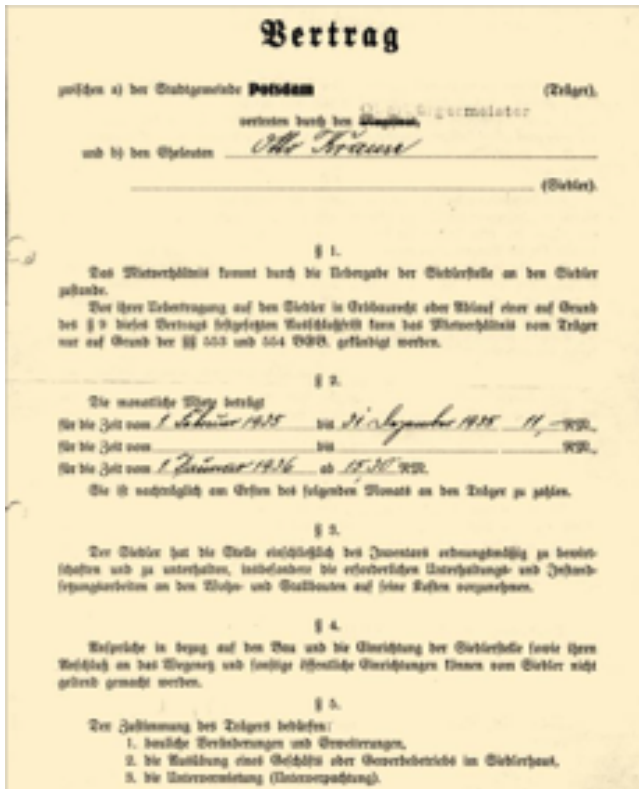 Vertrag
zwischen a) der Stadtgemeinde Potsdam (Träger),
vertreten durch den Oberbürgermeister
und b) den Eheleuten Otto
(Siedler).
§ 1.
Das Mietverhältnis kommt durch die Uebergabe der Siedlerstelle an den Siedler
zustande.
Vor ihrer Uebertragung auf den Siedler in Erbbaurecht oder Ablauf einer auf Grund
des § 9 dieses Vertrags festgesetzten Ausschlußfrist kann das Mietverhältnis vom Träger
nur auf Grund der §§ 553 und 554 BGB. gekündigt werden.
§ 2.
Die monatliche Miete beträgt
für die Zeit vom 1 Februar 1935 bis 31 Dezember 1935 11,— RM.,
für die Zeit vom bis RM.,
für die Zeit vom 1 Januar 1936 ab 15,30 RM.
Sie ist nachträglich am Ersten des folgenden Monats an den Träger zu zahlen.
§ 3.
Der Siedler hat die Stelle einschließlich des Inventars ordnungsmäßig zu bewirt-
schaften und zu unterhalten, insbesondere die erforderlichen Unterhaltungs- und Instand-
setzungsarbeiten an den Wohn- und Stallbauten auf seine Kosten vorzunehmen.
§ 4.
Ansprüche in bezug auf den Bau und die Einrichtung der Siedlerstelle sowie ihren
Anschluß an das Wegenetz und sonstige öffentliche Einrichtungen können vom Siedler nicht
geltend gemacht werden.
§ 5.
Der Zustimmung des Trägers bedürfen:
1. bauliche Veränderungen und Erweiterungen,
2. die Ausübung eines Geschäfts oder Gewerbebetriebs im Siedlerhaus,
3. die Untervermietung (Unterverpachtung).